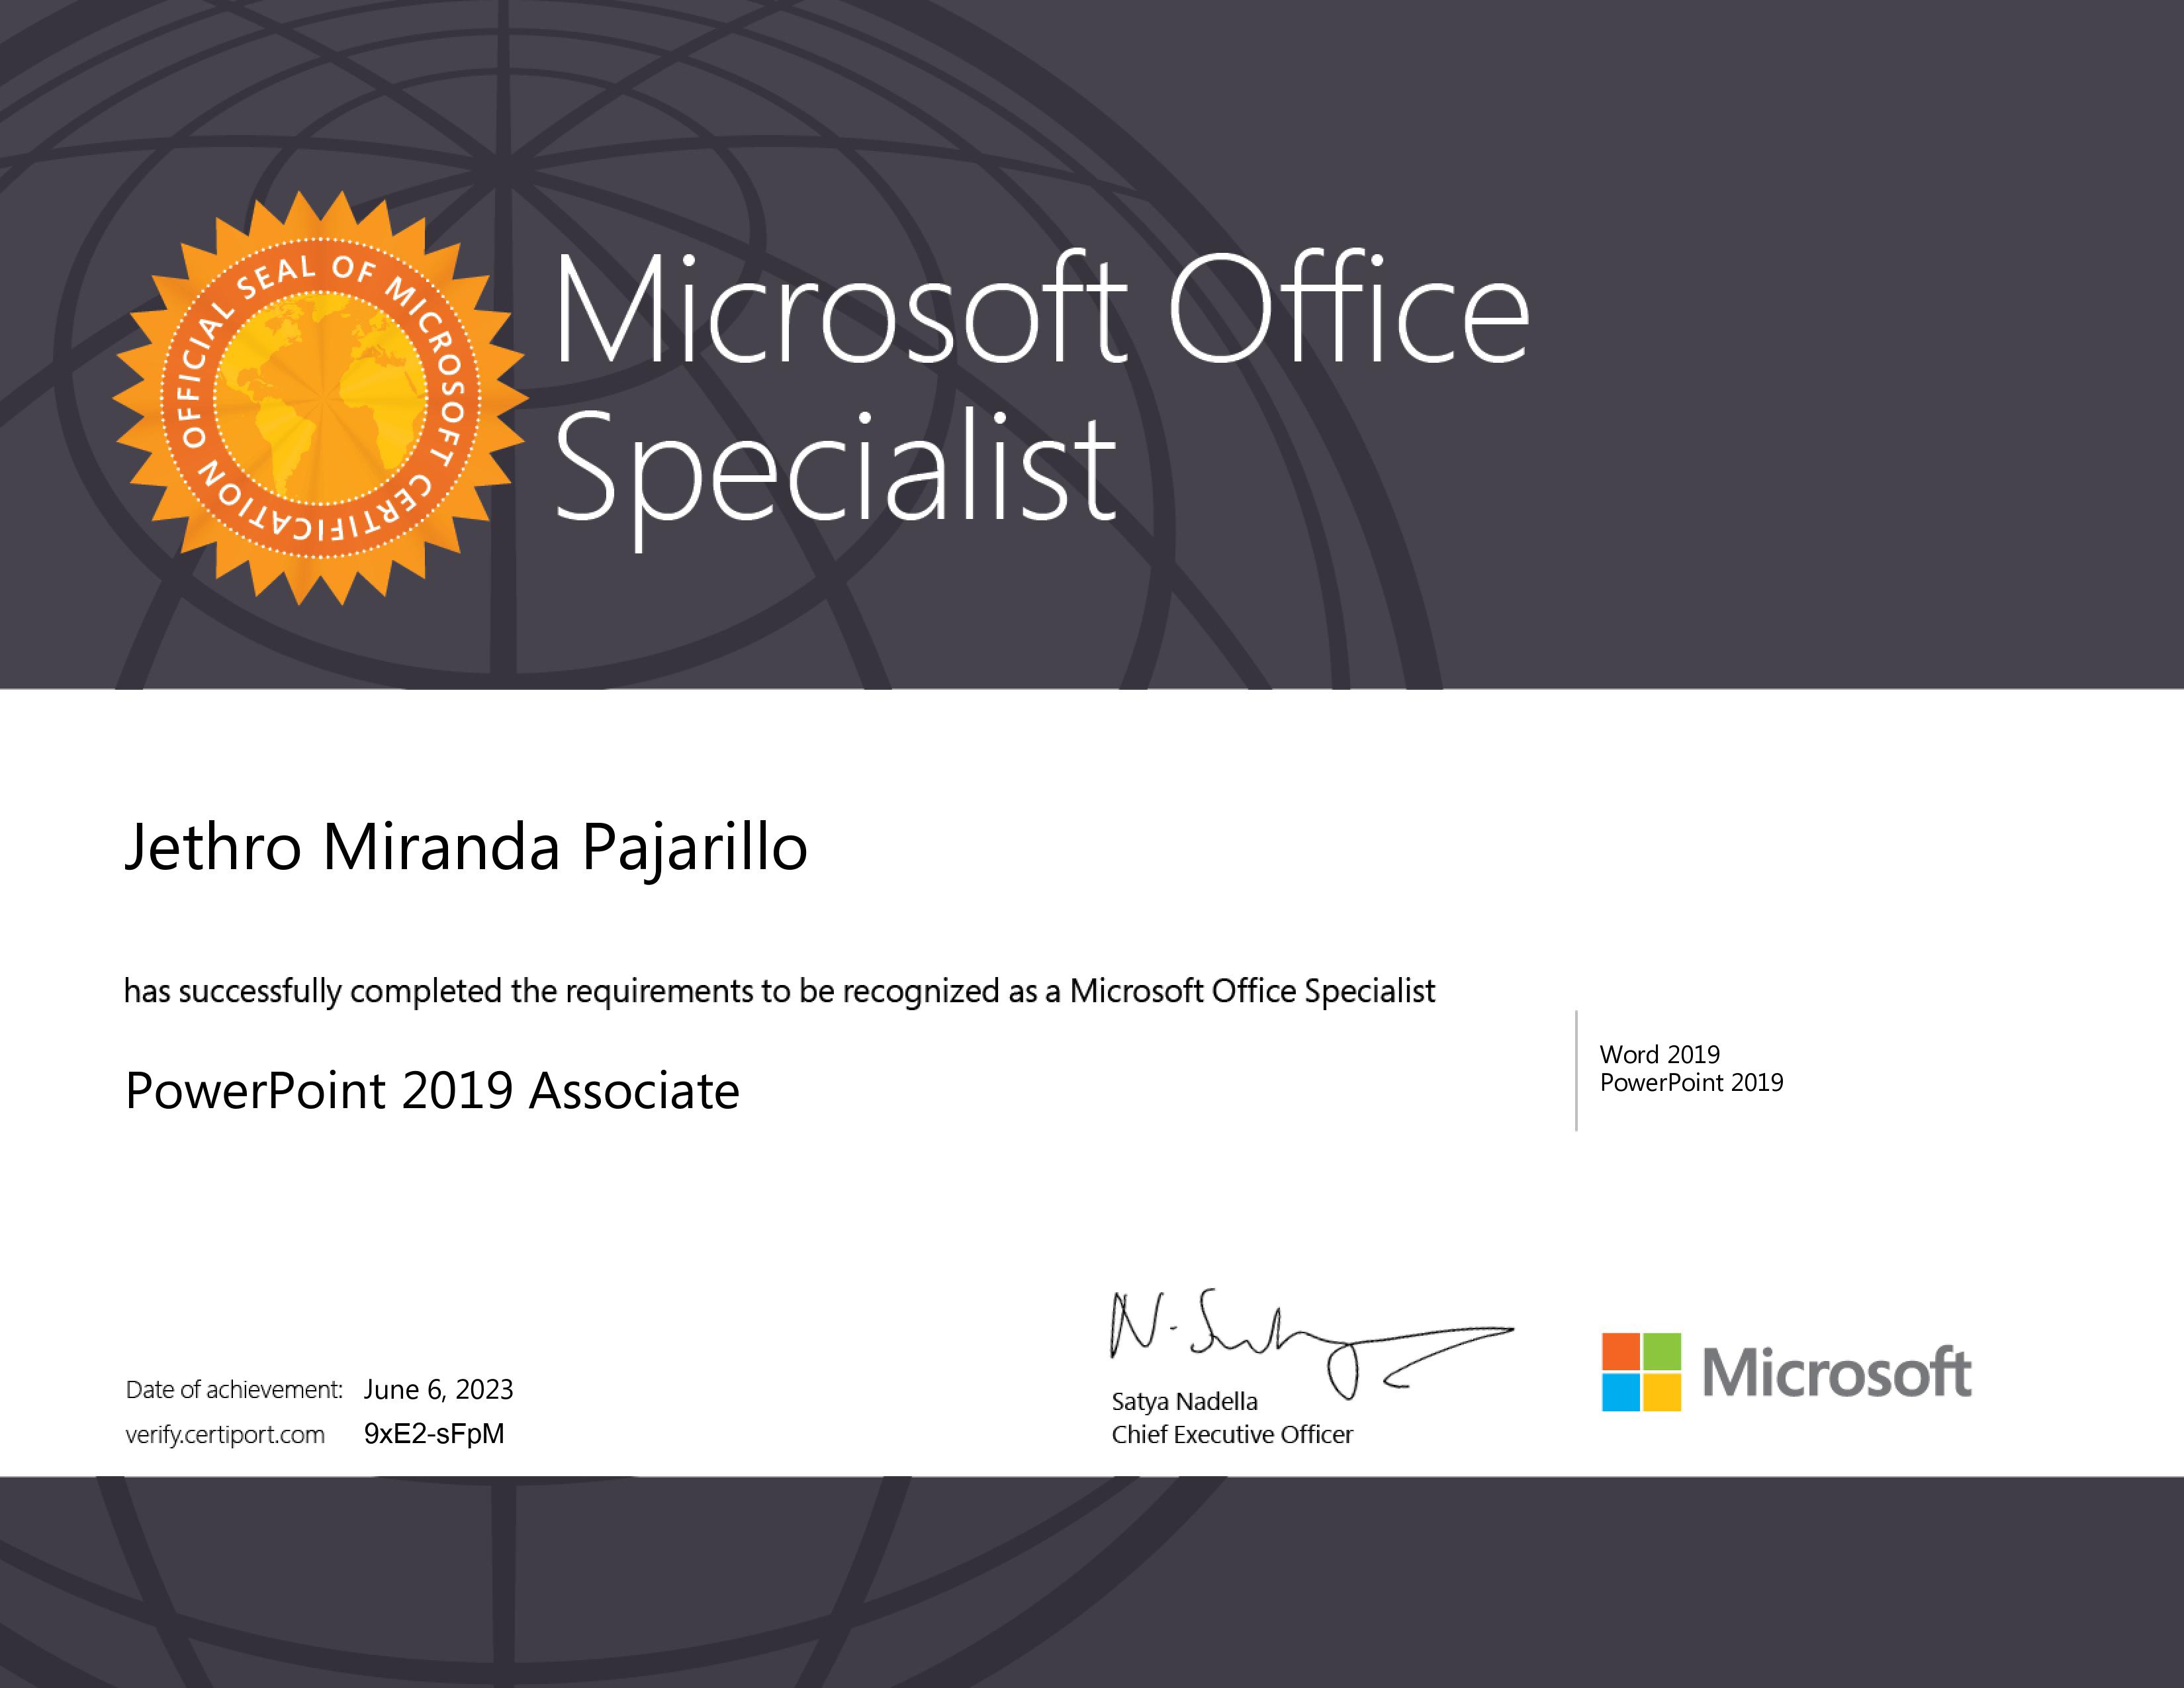 OFFICIAL SEAL OF MICROSOFT CERTIFICATION
Microsoft Office
Specialist
Jethro Miranda Pajarillo
has successfully completed the requirements to be recognized as a Microsoft Office Specialist
PowerPoint 2019 Associate
Word 2019
PowerPoint 2019
Date of achievement: June 6, 2023
verify.certiport.com 9xE2-sFpM
Satya Nadella
Chief Executive Officer
Microsoft